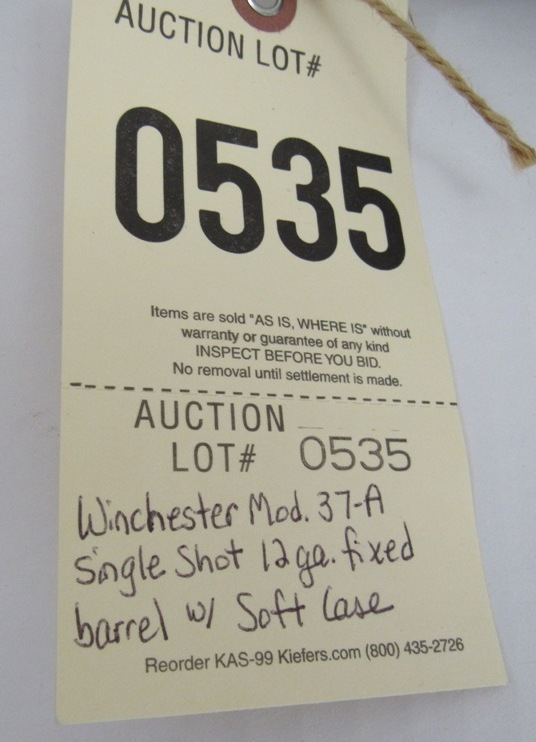 AUCTION LOT#
0535
Items are sold "AS IS, WHERE IS" without
warranty or guarantee of any kind
INSPECT BEFORE YOU BID.
No removal until settlement is made.
AUCTION
LOT# 0535
Winchester Mod. 37-A
Single Shot 12 ga. fixed
barrel w/ Soft Case
Reorder KAS-99 Kiefers.com (800) 435-2726